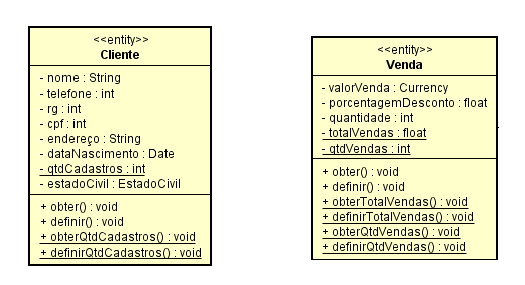 <<entity>>
Cliente
- nome : String
- telefone : int
- rg : int
- cpf : int
- endereço : String
- dataNascimento : Date
- qtdCadastros : int
- estadoCivil : EstadoCivil
+ obter() : void
+ definir() : void
+ obterQtdCadastros() : void
+ definirQtdCadastros() : void
<<entity>>
Venda
- valorVenda : Currency
- porcentagemDesconto : float
- quantidade : int
- totalVendas : float
- qtdVendas : int
+ obter() : void
+ definir() : void
+ obterTotalVendas() : void
+ definirTotalVendas() : void
+ obterQtdVendas() : void
+ definirQtdVendas() : void